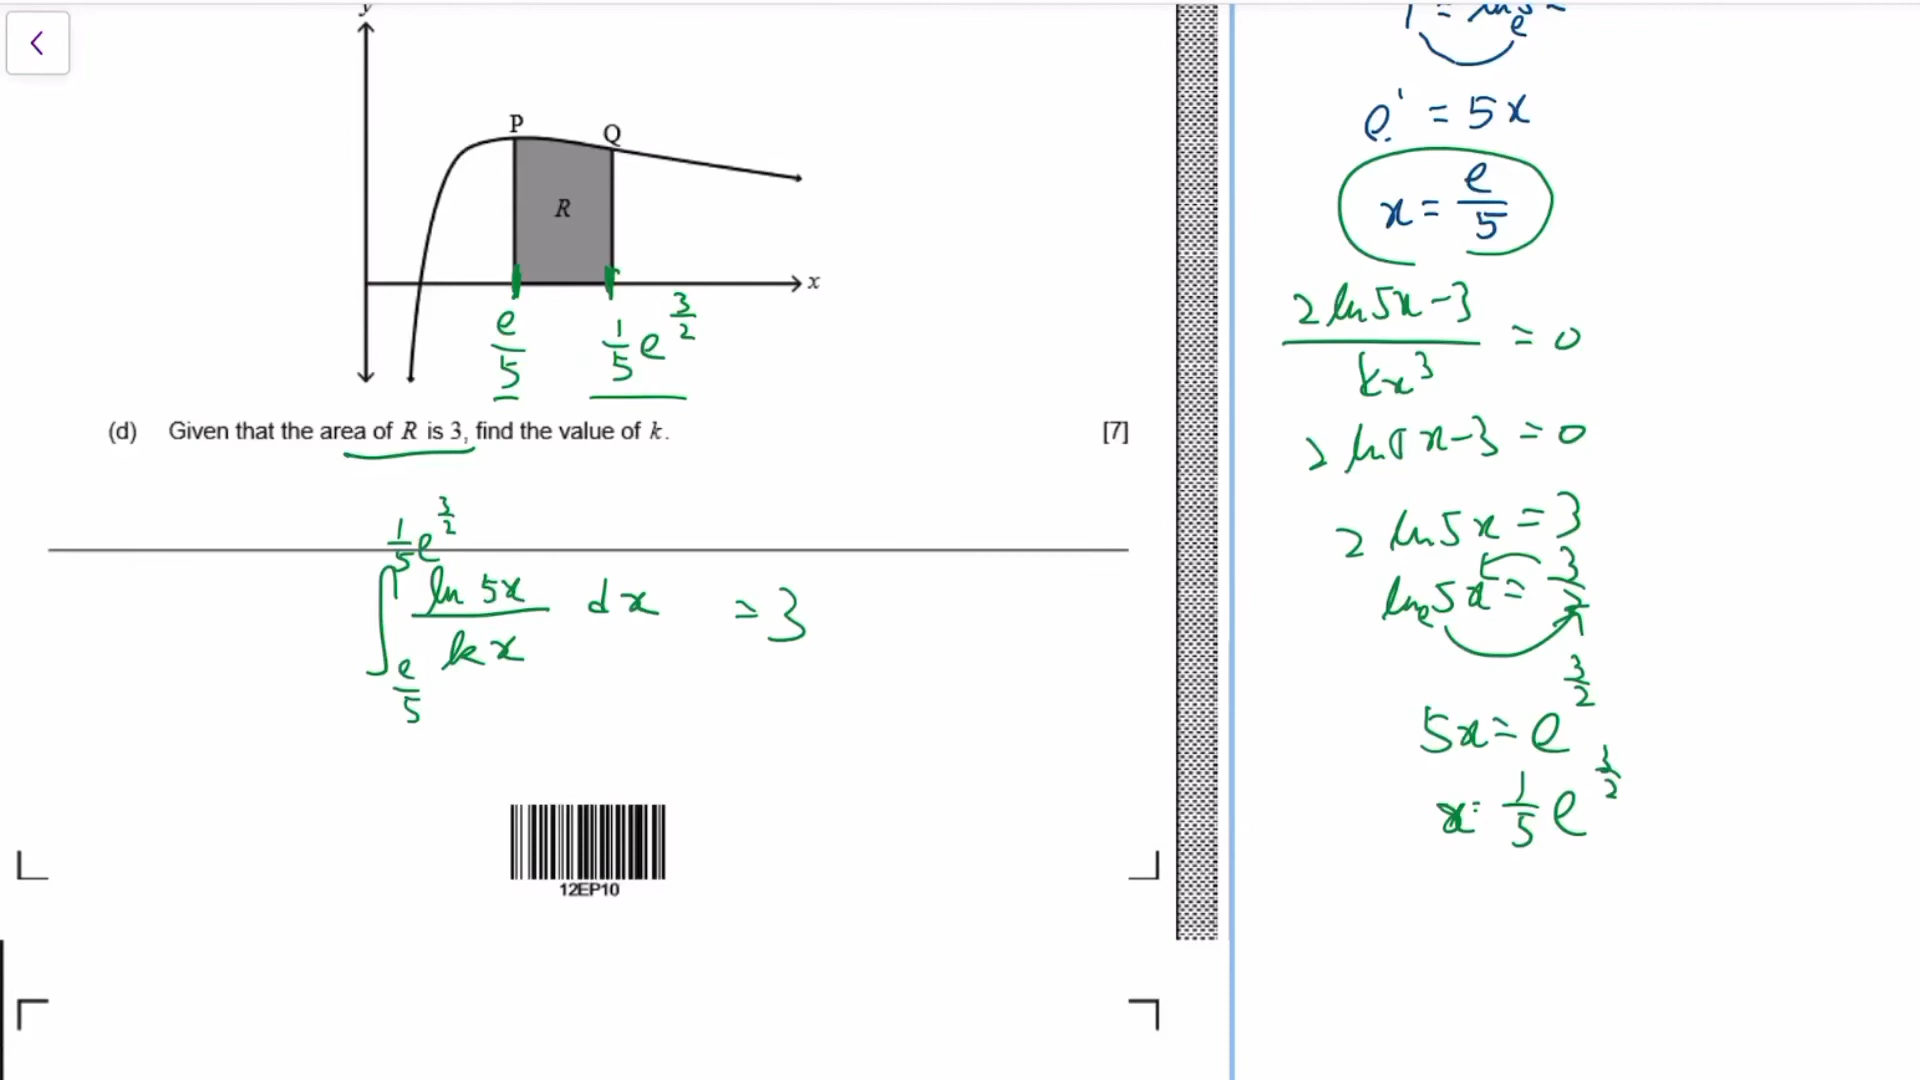 y
P
Q
R
x
e/5
1/5 e^(3/2)
(d) Given that the area of R is 3, find the value of k. [7]
∫_(e/5)^(1/5 e^(3/2)) (ln 5x)/(kx) dx = 3
12EP10
e^1 = 5x
x = e/5
(2 ln 5x - 3)/(kx^3) = 0
2 ln 5x - 3 = 0
2 ln 5x = 3
ln_e 5x = 3/2
5x = e^(3/2)
x = 1/5 e^(3/2)